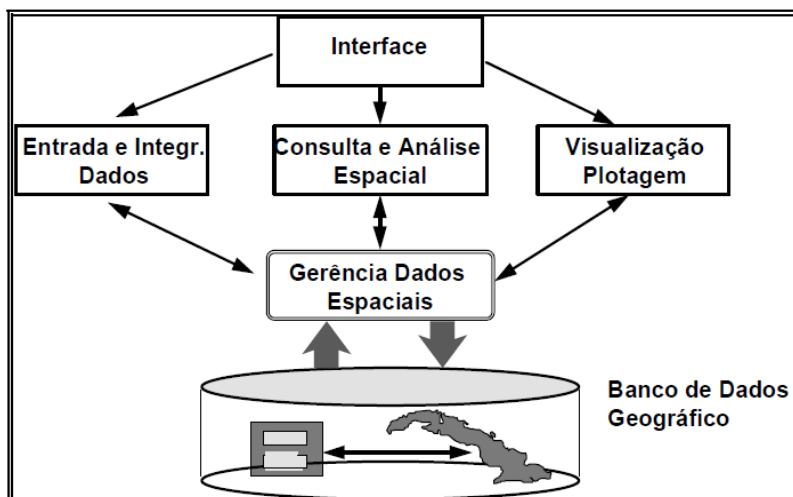 Interface
Entrada e Integr.
Dados
Consulta e Análise
Espacial
Visualização
Plotagem
Gerência Dados
Espaciais
Banco de Dados
Geográfico